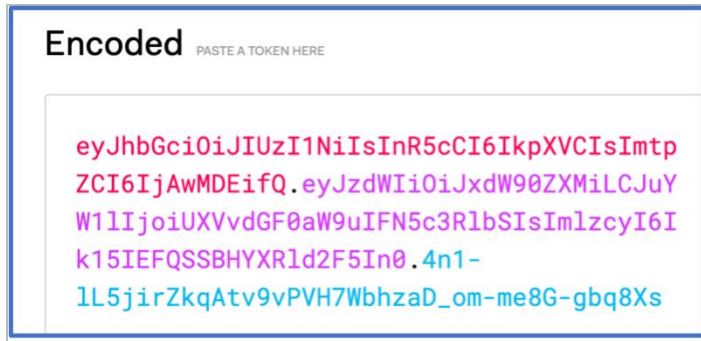 Encoded PASTE A TOKEN HERE
eyJhbGciOiJIUzI1NiIsInR5cCI6IkpXVCIsImtp
ZCI6IjAwMDEifQ.eyJzdWIiOiJxdW90ZXMiLCJuY
W1lIjoiUXVvdGF0aW9uIFN5c3RlbSIsImlzcyI6I
k15IEFQSSBHYXRld2F5In0.4n1-
lL5jirZkqAtv9vPVH7WbhzaD_om-me8G-gbq8Xs